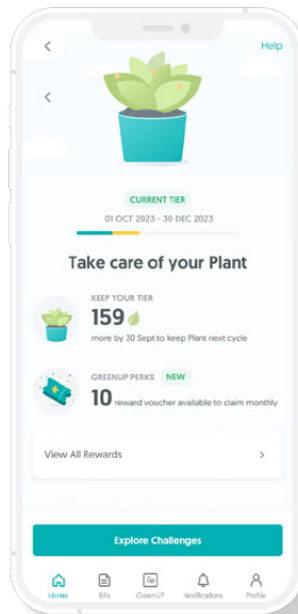 Help
CURRENT TIER
01 OCT 2023 - 30 DEC 2023
Take care of your Plant
KEEP YOUR TIER
159
more by 30 Sept to keep Plant next cycle
GREENUP PERKS NEW
10 reward voucher available to claim monthly
View All Rewards
Explore Challenges
Home Bills GreenUP Notifications Profile